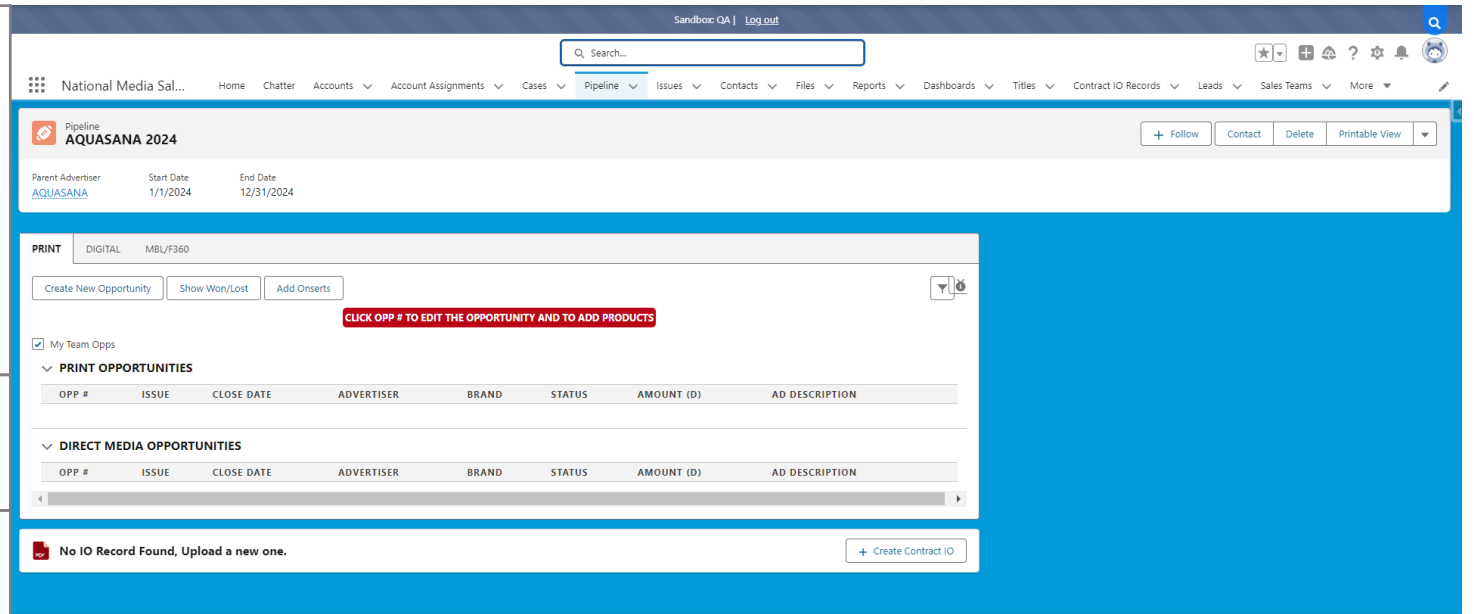 Sandbox: QA | Log out
Search...
National Media Sal... Home Chatter Accounts Account Assignments Cases Pipeline Issues Contacts Files Reports Dashboards Titles Contract IO Records Leads Sales Teams More
Pipeline
AQUASANA 2024
+ Follow Contact Delete Printable View
Parent Advertiser Start Date End Date
AQUASANA 1/1/2024 12/31/2024
PRINT DIGITAL MBL/F360
Create New Opportunity Show Won/Lost Add Onserts
CLICK OPP # TO EDIT THE OPPORTUNITY AND TO ADD PRODUCTS
My Team Opps
PRINT OPPORTUNITIES
OPP # ISSUE CLOSE DATE ADVERTISER BRAND STATUS AMOUNT (D) AD DESCRIPTION
DIRECT MEDIA OPPORTUNITIES
OPP # ISSUE CLOSE DATE ADVERTISER BRAND STATUS AMOUNT (D) AD DESCRIPTION
PDF No IO Record Found, Upload a new one. + Create Contract IO